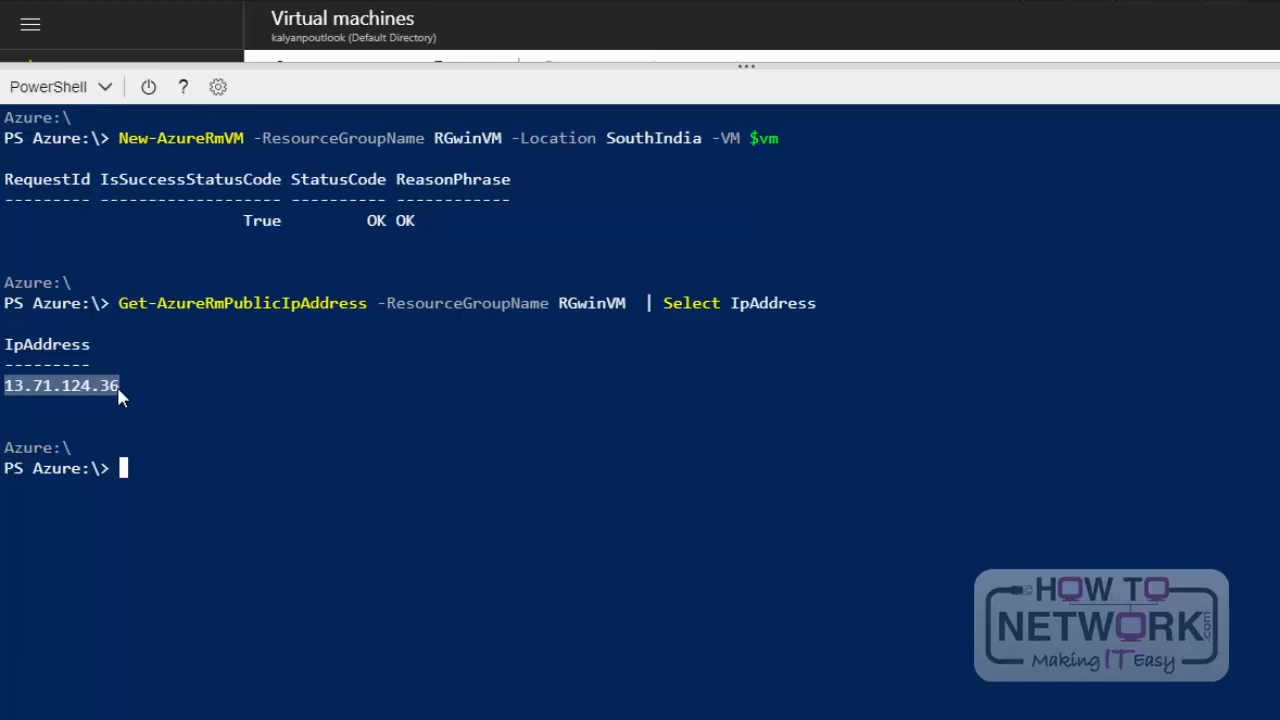 Virtual machines
kalyanpoutlook (Default Directory)
PowerShell ?
Azure:\
PS Azure:\> New-AzureRmVM -ResourceGroupName RGwinVM -Location SouthIndia -VM $vm
RequestId IsSuccessStatusCode StatusCode ReasonPhrase
--------- ------------------- ---------- ------------
True OK OK
Azure:\
PS Azure:\> Get-AzureRmPublicIpAddress -ResourceGroupName RGwinVM | Select IpAddress
IpAddress
---------
13.71.124.36
Azure:\
PS Azure:\>
HOW TO
NETWORK.com
Making IT Easy